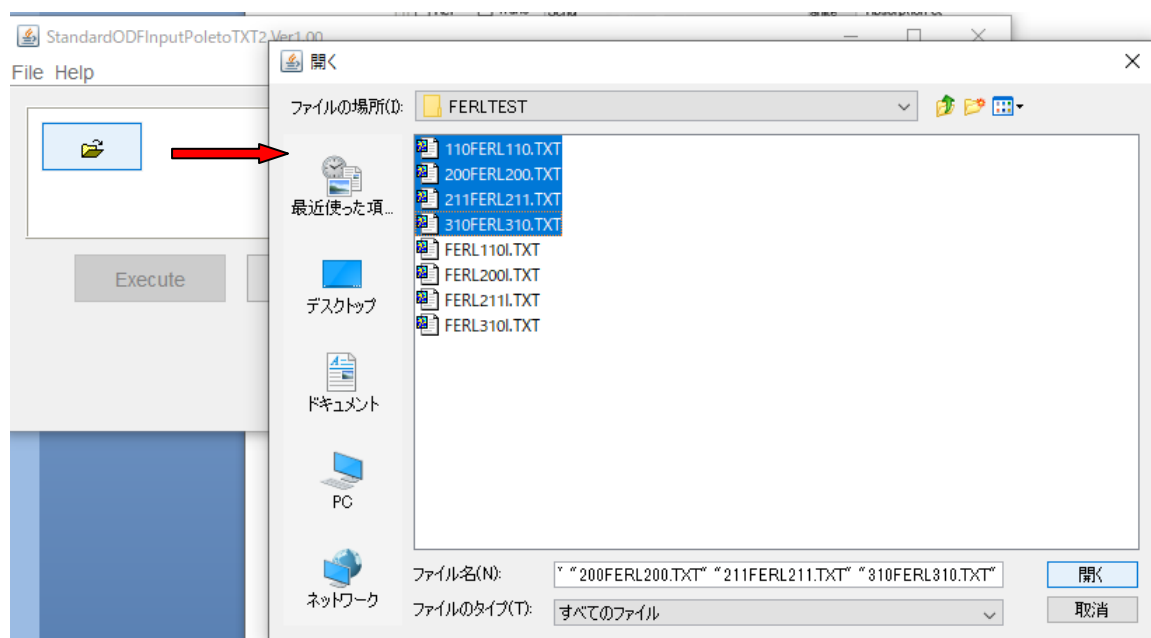 StandardODFInputPoletoTXT2 Ver1.00
File Help
Execute
開く
ファイルの場所(I):
FERLTEST
最近使った項...
デスクトップ
ドキュメント
PC
ネットワーク
110FERL110.TXT
200FERL200.TXT
211FERL211.TXT
310FERL310.TXT
FERL110I.TXT
FERL200I.TXT
FERL211I.TXT
FERL310I.TXT
ファイル名(N):
" "200FERL200.TXT" "211FERL211.TXT" "310FERL310.TXT"
開く
ファイルのタイプ(T):
すべてのファイル
取消